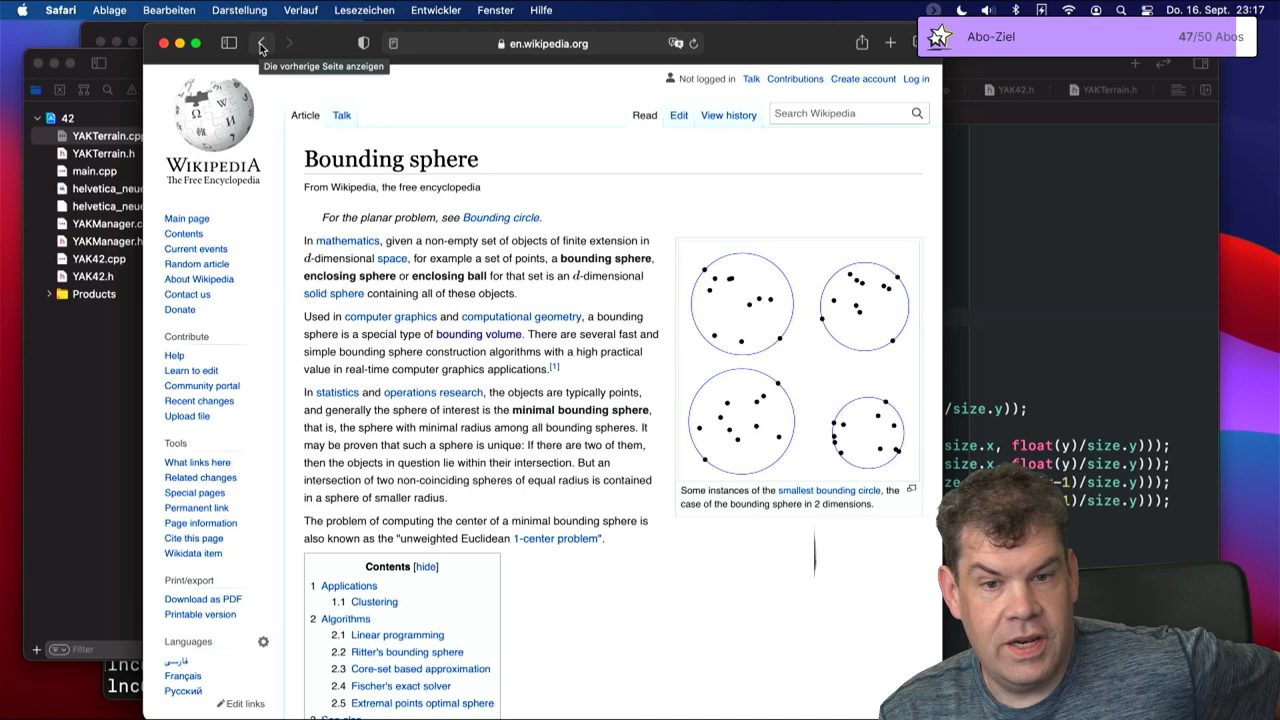 Safari Ablage Bearbeiten Darstellung Verlauf Lesezeichen Entwickler Fenster Hilfe
Do. 16. Sept. 23:17
Abo-Ziel
47/50 Abos
en.wikipedia.org
Die vorherige Seite anzeigen
Not logged in Talk Contributions Create account Log in
YAK42.h
YAKTerrain.h
42
YAKTerrain.cpp
YAKTerrain.h
main.cpp
helvetica_neue
helvetica_neue
YAKManager.c
YAKManager.h
YAK42.cpp
YAK42.h
Products
Filter
WIKIPEDIA
The Free Encyclopedia
Main page
Contents
Current events
Random article
About Wikipedia
Contact us
Donate
Contribute
Help
Learn to edit
Community portal
Recent changes
Upload file
Tools
What links here
Related changes
Special pages
Permanent link
Page information
Cite this page
Wikidata item
Print/export
Download as PDF
Printable version
Languages
فارسی
Français
Русский
Edit links
Article Talk
Read Edit View history
Search Wikipedia
Bounding sphere
From Wikipedia, the free encyclopedia
For the planar problem, see Bounding circle.
In mathematics, given a non-empty set of objects of finite extension in
d-dimensional space, for example a set of points, a bounding sphere,
enclosing sphere or enclosing ball for that set is an d-dimensional
solid sphere containing all of these objects.
Used in computer graphics and computational geometry, a bounding
sphere is a special type of bounding volume. There are several fast and
simple bounding sphere construction algorithms with a high practical
value in real-time computer graphics applications.[1]
In statistics and operations research, the objects are typically points,
and generally the sphere of interest is the minimal bounding sphere,
that is, the sphere with minimal radius among all bounding spheres. It
may be proven that such a sphere is unique: If there are two of them,
then the objects in question lie within their intersection. But an
intersection of two non-coinciding spheres of equal radius is contained
in a sphere of smaller radius.
The problem of computing the center of a minimal bounding sphere is
also known as the "unweighted Euclidean 1-center problem".
Some instances of the smallest bounding circle, the
case of the bounding sphere in 2 dimensions.
Contents [hide]
1 Applications
1.1 Clustering
2 Algorithms
2.1 Linear programming
2.2 Ritter's bounding sphere
2.3 Core-set based approximation
2.4 Fischer's exact solver
2.5 Extremal points optimal sphere
/size.y));
size.x, float(y)/size.y)));
size.x, float(y)/size.y)));
-1)/size.y)));
1)/size.y)));